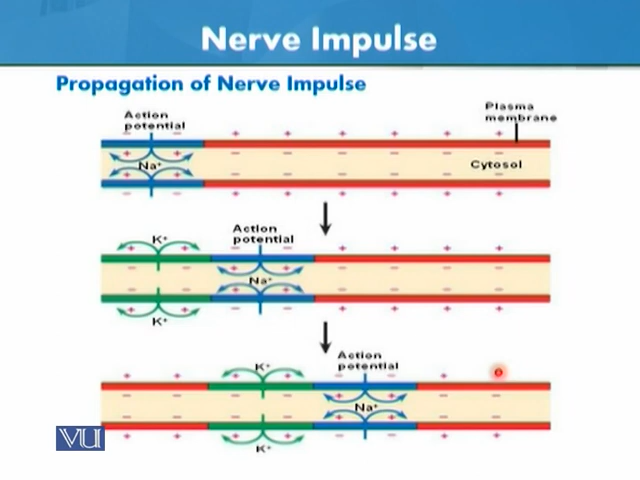 Nerve Impulse
Propagation of Nerve Impulse
Action
potential
Plasma
membrane
Na⁺
Cytosol
K⁺
Action
potential
Na⁺
K⁺
K⁺
Action
potential
Na⁺
K⁺
VU